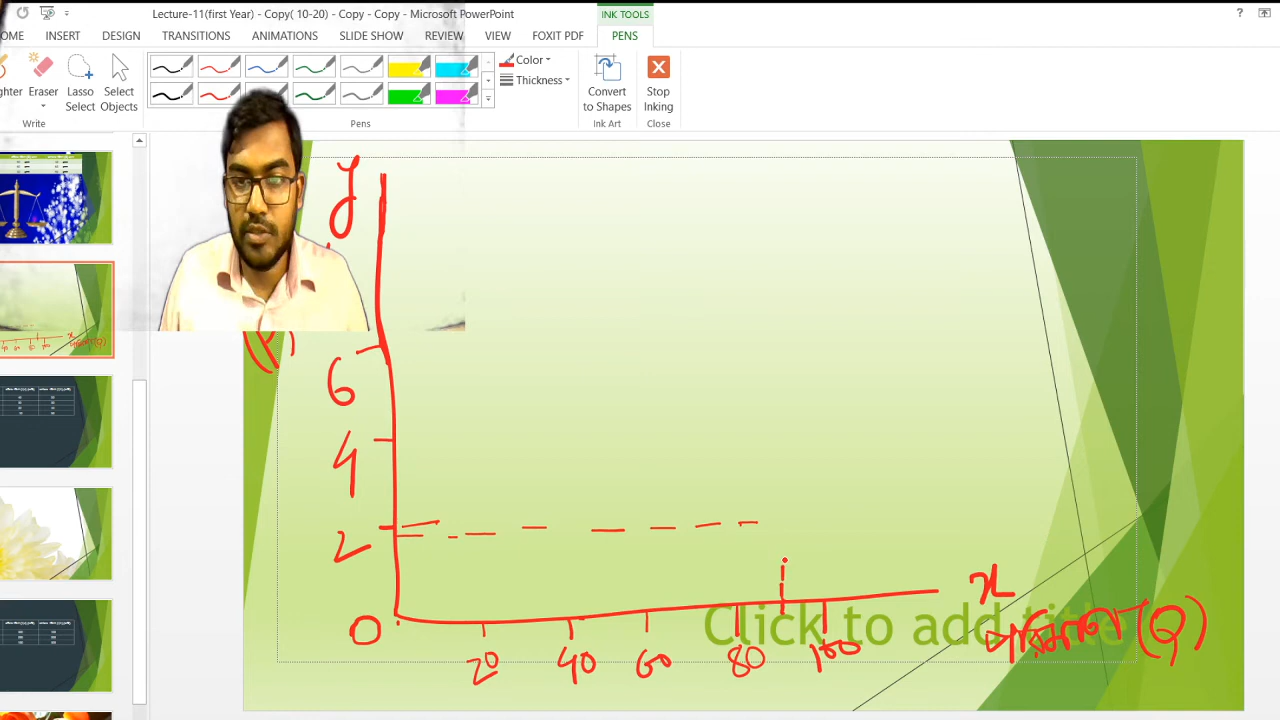 Lecture-11(first Year) - Copy( 10-20) - Copy - Copy - Microsoft PowerPoint
INK TOOLS
OME INSERT DESIGN TRANSITIONS ANIMATIONS SLIDE SHOW REVIEW VIEW FOXIT PDF PENS
ghter Eraser Lasso Select Select Objects
Color
Thickness
Convert to Shapes
Stop Inking
Write Pens Ink Art Close
y
6
4
2
0
20 40 60 80 100
x
Click to add title
(Q)